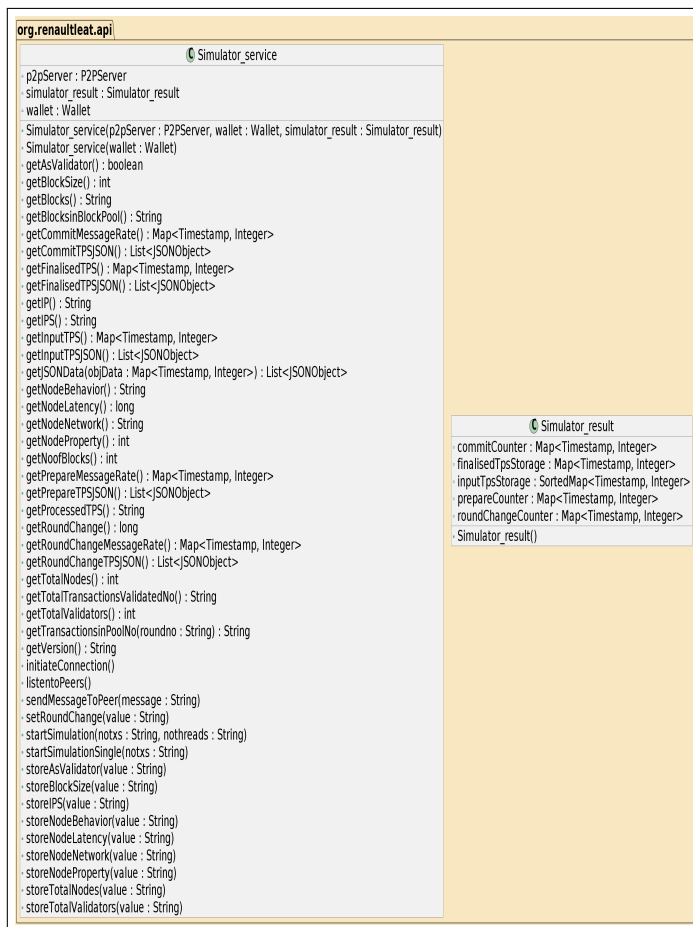 org.renaultleat.api
Simulator_service
p2pServer : P2PServer
simulator_result : Simulator_result
wallet : Wallet
Simulator_service(p2pServer : P2PServer, wallet : Wallet, simulator_result : Simulator_result)
Simulator_service(wallet : Wallet)
getAsValidator() : boolean
getBlockSize() : int
getBlocks() : String
getBlocksinBlockPool() : String
getCommitMessageRate() : Map<Timestamp, Integer>
getCommitTPSJSON() : List<JSONObject>
getFinalisedTPS() : Map<Timestamp, Integer>
getFinalisedTPSJSON() : List<JSONObject>
getIP() : String
getIPS() : String
getInputTPS() : Map<Timestamp, Integer>
getInputTPSJSON() : List<JSONObject>
getJSONData(objData : Map<Timestamp, Integer>) : List<JSONObject>
getNodeBehavior() : String
getNodeLatency() : long
getNodeNetwork() : String
getNodeProperty() : int
getNoofBlocks() : int
getPrepareMessageRate() : Map<Timestamp, Integer>
getPrepareTPSJSON() : List<JSONObject>
getProcessedTPS() : String
getRoundChange() : long
getRoundChangeMessageRate() : Map<Timestamp, Integer>
getRoundChangeTPSJSON() : List<JSONObject>
getTotalNodes() : int
getTotalTransactionsValidatedNo() : String
getTotalValidators() : int
getTransactionsinPoolNo(roundno : String) : String
getVersion() : String
initiateConnection()
listentoPeers()
sendMessageToPeer(message : String)
setRoundChange(value : String)
startSimulation(notxs : String, nothreads : String)
startSimulationSingle(notxs : String)
storeAsValidator(value : String)
storeBlockSize(value : String)
storeIPS(value : String)
storeNodeBehavior(value : String)
storeNodeLatency(value : String)
storeNodeNetwork(value : String)
storeNodeProperty(value : String)
storeTotalNodes(value : String)
storeTotalValidators(value : String)
Simulator_result
commitCounter : Map<Timestamp, Integer>
finalisedTpsStorage : Map<Timestamp, Integer>
inputTpsStorage : SortedMap<Timestamp, Integer>
prepareCounter : Map<Timestamp, Integer>
roundChangeCounter : Map<Timestamp, Integer>
Simulator_result()